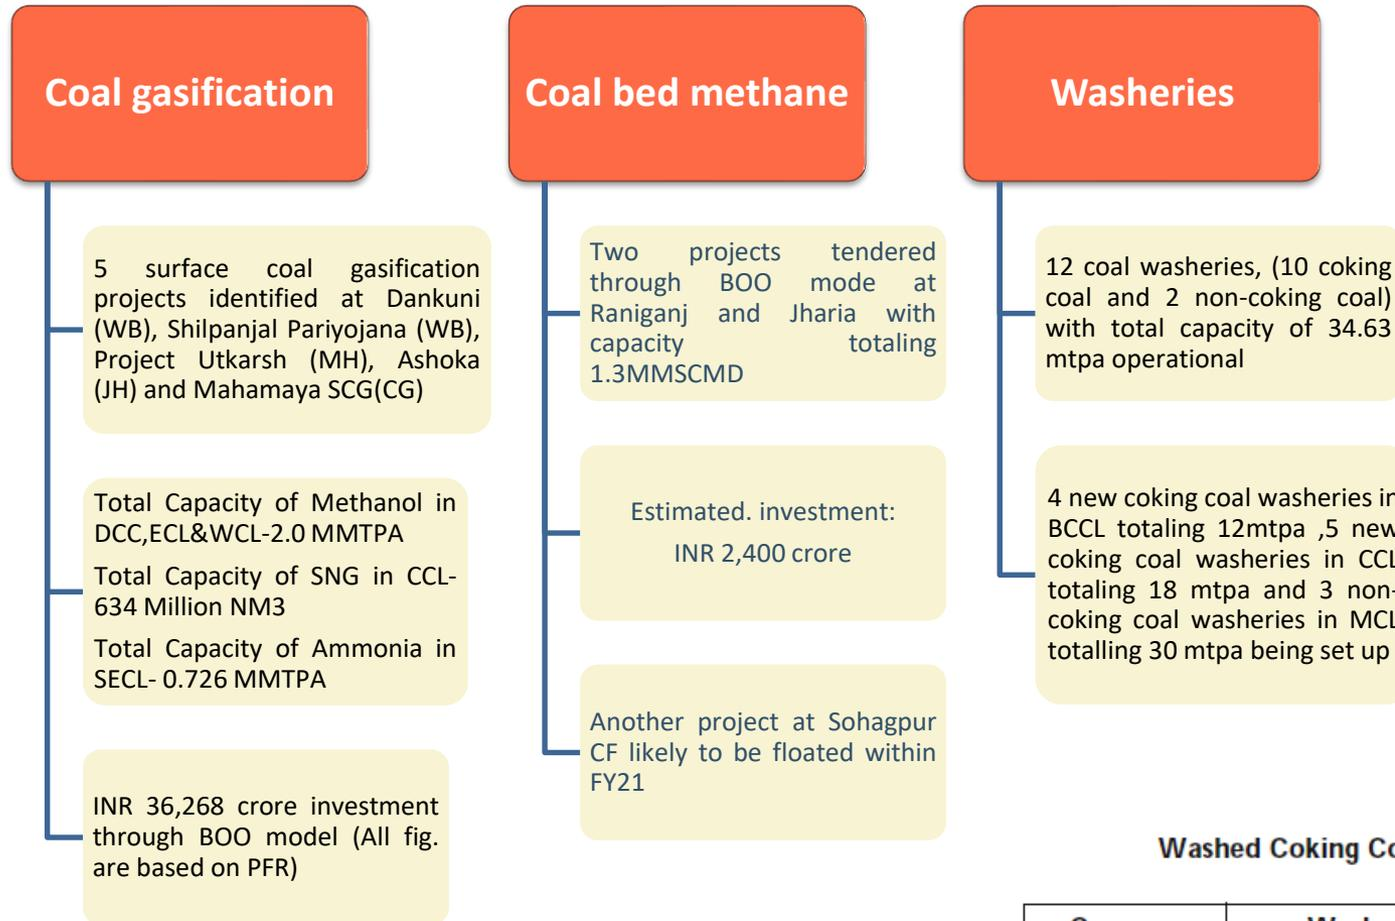 Coal gasification
5 surface coal gasification
projects identified at Dankuni
(WB), Shilpanjal Pariyojana (WB),
Project Utkarsh (MH), Ashoka
(JH) and Mahamaya SCG(CG)
Total Capacity of Methanol in
DCC,ECL&WCL-2.0 MMTPA
Total Capacity of SNG in CCL-
634 Million NM3
Total Capacity of Ammonia in
SECL- 0.726 MMTPA
INR 36,268 crore investment
through BOO model (All fig.
are based on PFR)
Coal bed methane
Two projects tendered
through BOO mode at
Raniganj and Jharia with
capacity totaling
1.3MMSCMD
Estimated. investment:
INR 2,400 crore
Another project at Sohagpur
CF likely to be floated within
FY21
Washeries
12 coal washeries, (10 coking
coal and 2 non-coking coal)
with total capacity of 34.63
mtpa operational
4 new coking coal washeries in
BCCL totaling 12mtpa ,5 new
coking coal washeries in CCL
totaling 18 mtpa and 3 non-
coking coal washeries in MCL
totalling 30 mtpa being set up
Washed Coking